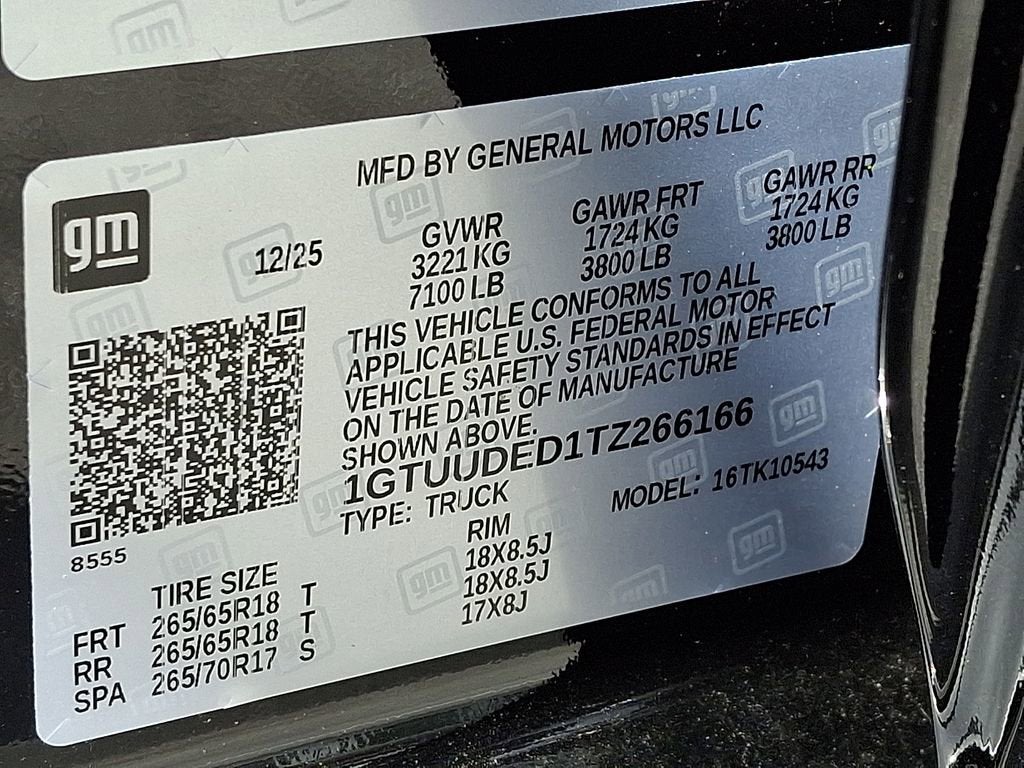 MFD BY GENERAL MOTORS LLC
gm
12/25
GVWR GAWR FRT GAWR RR
3221 KG 1724 KG 1724 KG
7100 LB 3800 LB 3800 LB
THIS VEHICLE CONFORMS TO ALL
APPLICABLE U.S. FEDERAL MOTOR
VEHICLE SAFETY STANDARDS IN EFFECT
ON THE DATE OF MANUFACTURE
SHOWN ABOVE.
1GTUUDED1TZ266166
TYPE: TRUCK MODEL: 16TK10543
8555
TIRE SIZE RIM
FRT 265/65R18 T 18X8.5J
RR 265/65R18 T 18X8.5J
SPA 265/70R17 S 17X8J